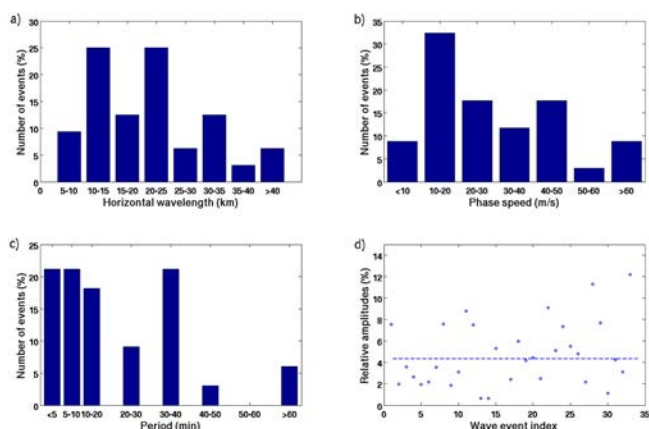 a)
Number of events (%)
30
25
20
15
10
5
0
0 5-10 10-15 15-20 20-25 25-30 30-35 35-40 >40
Horizontal wavelength (km)
b)
Number of events (%)
35
30
25
20
15
10
5
0
<10 10-20 20-30 30-40 40-50 50-60 >60
Phase speed (m/s)
c)
Number of events (%)
25
20
15
10
5
0
<5 5-10 10-20 20-30 30-40 40-50 50-60 >60
Period (min)
d)
Relative amplitudes (%)
14
12
10
8
6
4
2
0
0 5 10 15 20 25 30 35
Wave event index